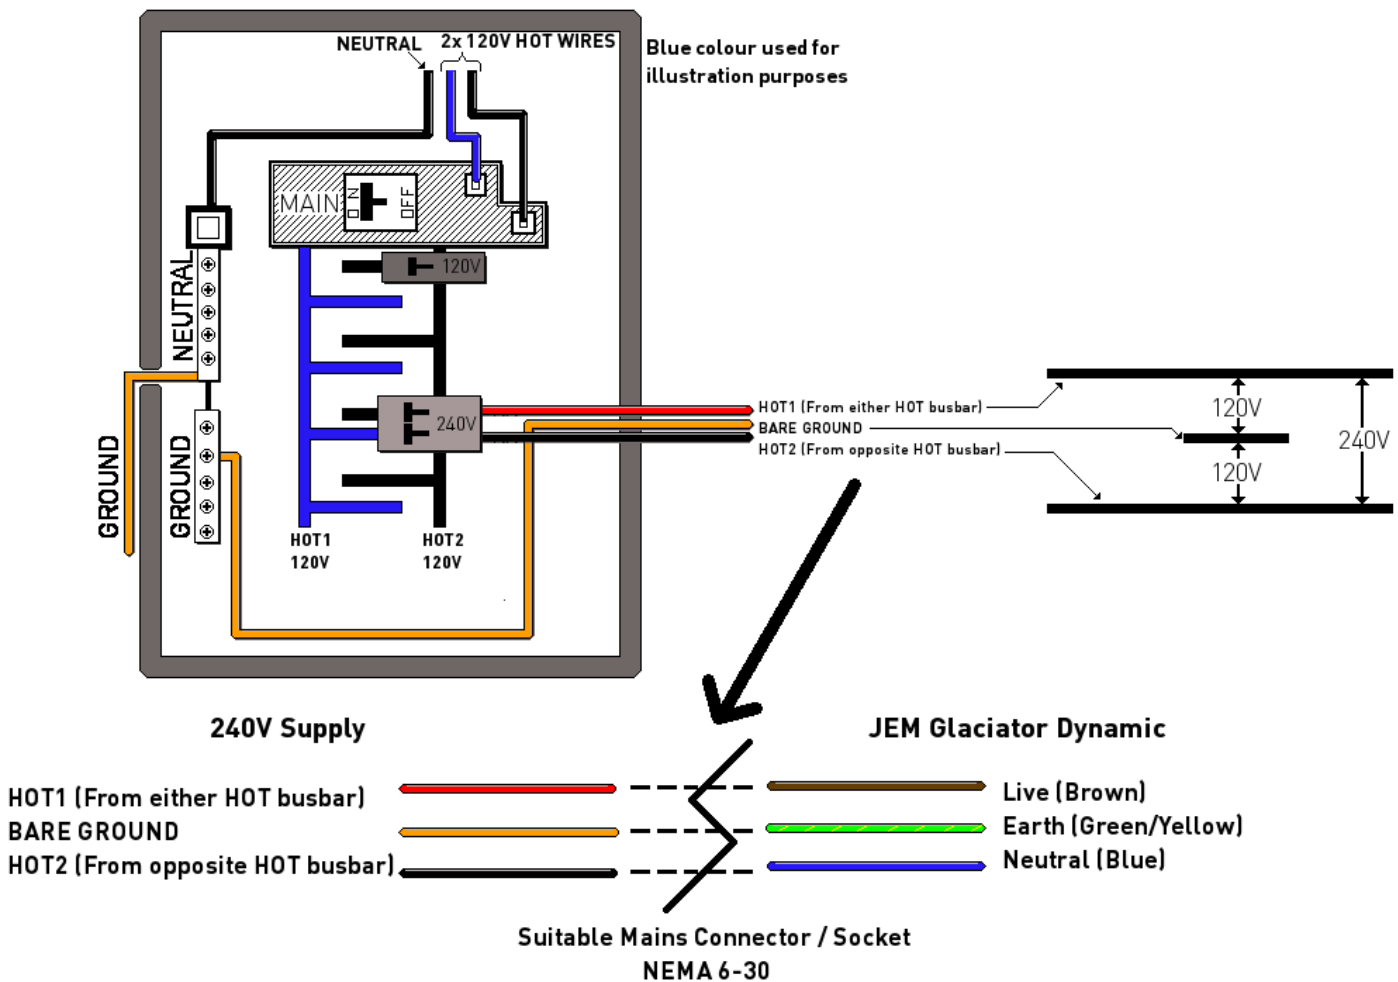 NEUTRAL
2x 120V HOT WIRES
Blue colour used for
illustration purposes
MAIN
ON
OFF
120V
NEUTRAL
240V
GROUND
GROUND
HOT1
120V
HOT2
120V
HOT1 (From either HOT busbar)
BARE GROUND
HOT2 (From opposite HOT busbar)
120V
120V
240V
240V Supply
JEM Glaciator Dynamic
HOT1 (From either HOT busbar)
BARE GROUND
HOT2 (From opposite HOT busbar)
Live (Brown)
Earth (Green/Yellow)
Neutral (Blue)
Suitable Mains Connector / Socket
NEMA 6-30